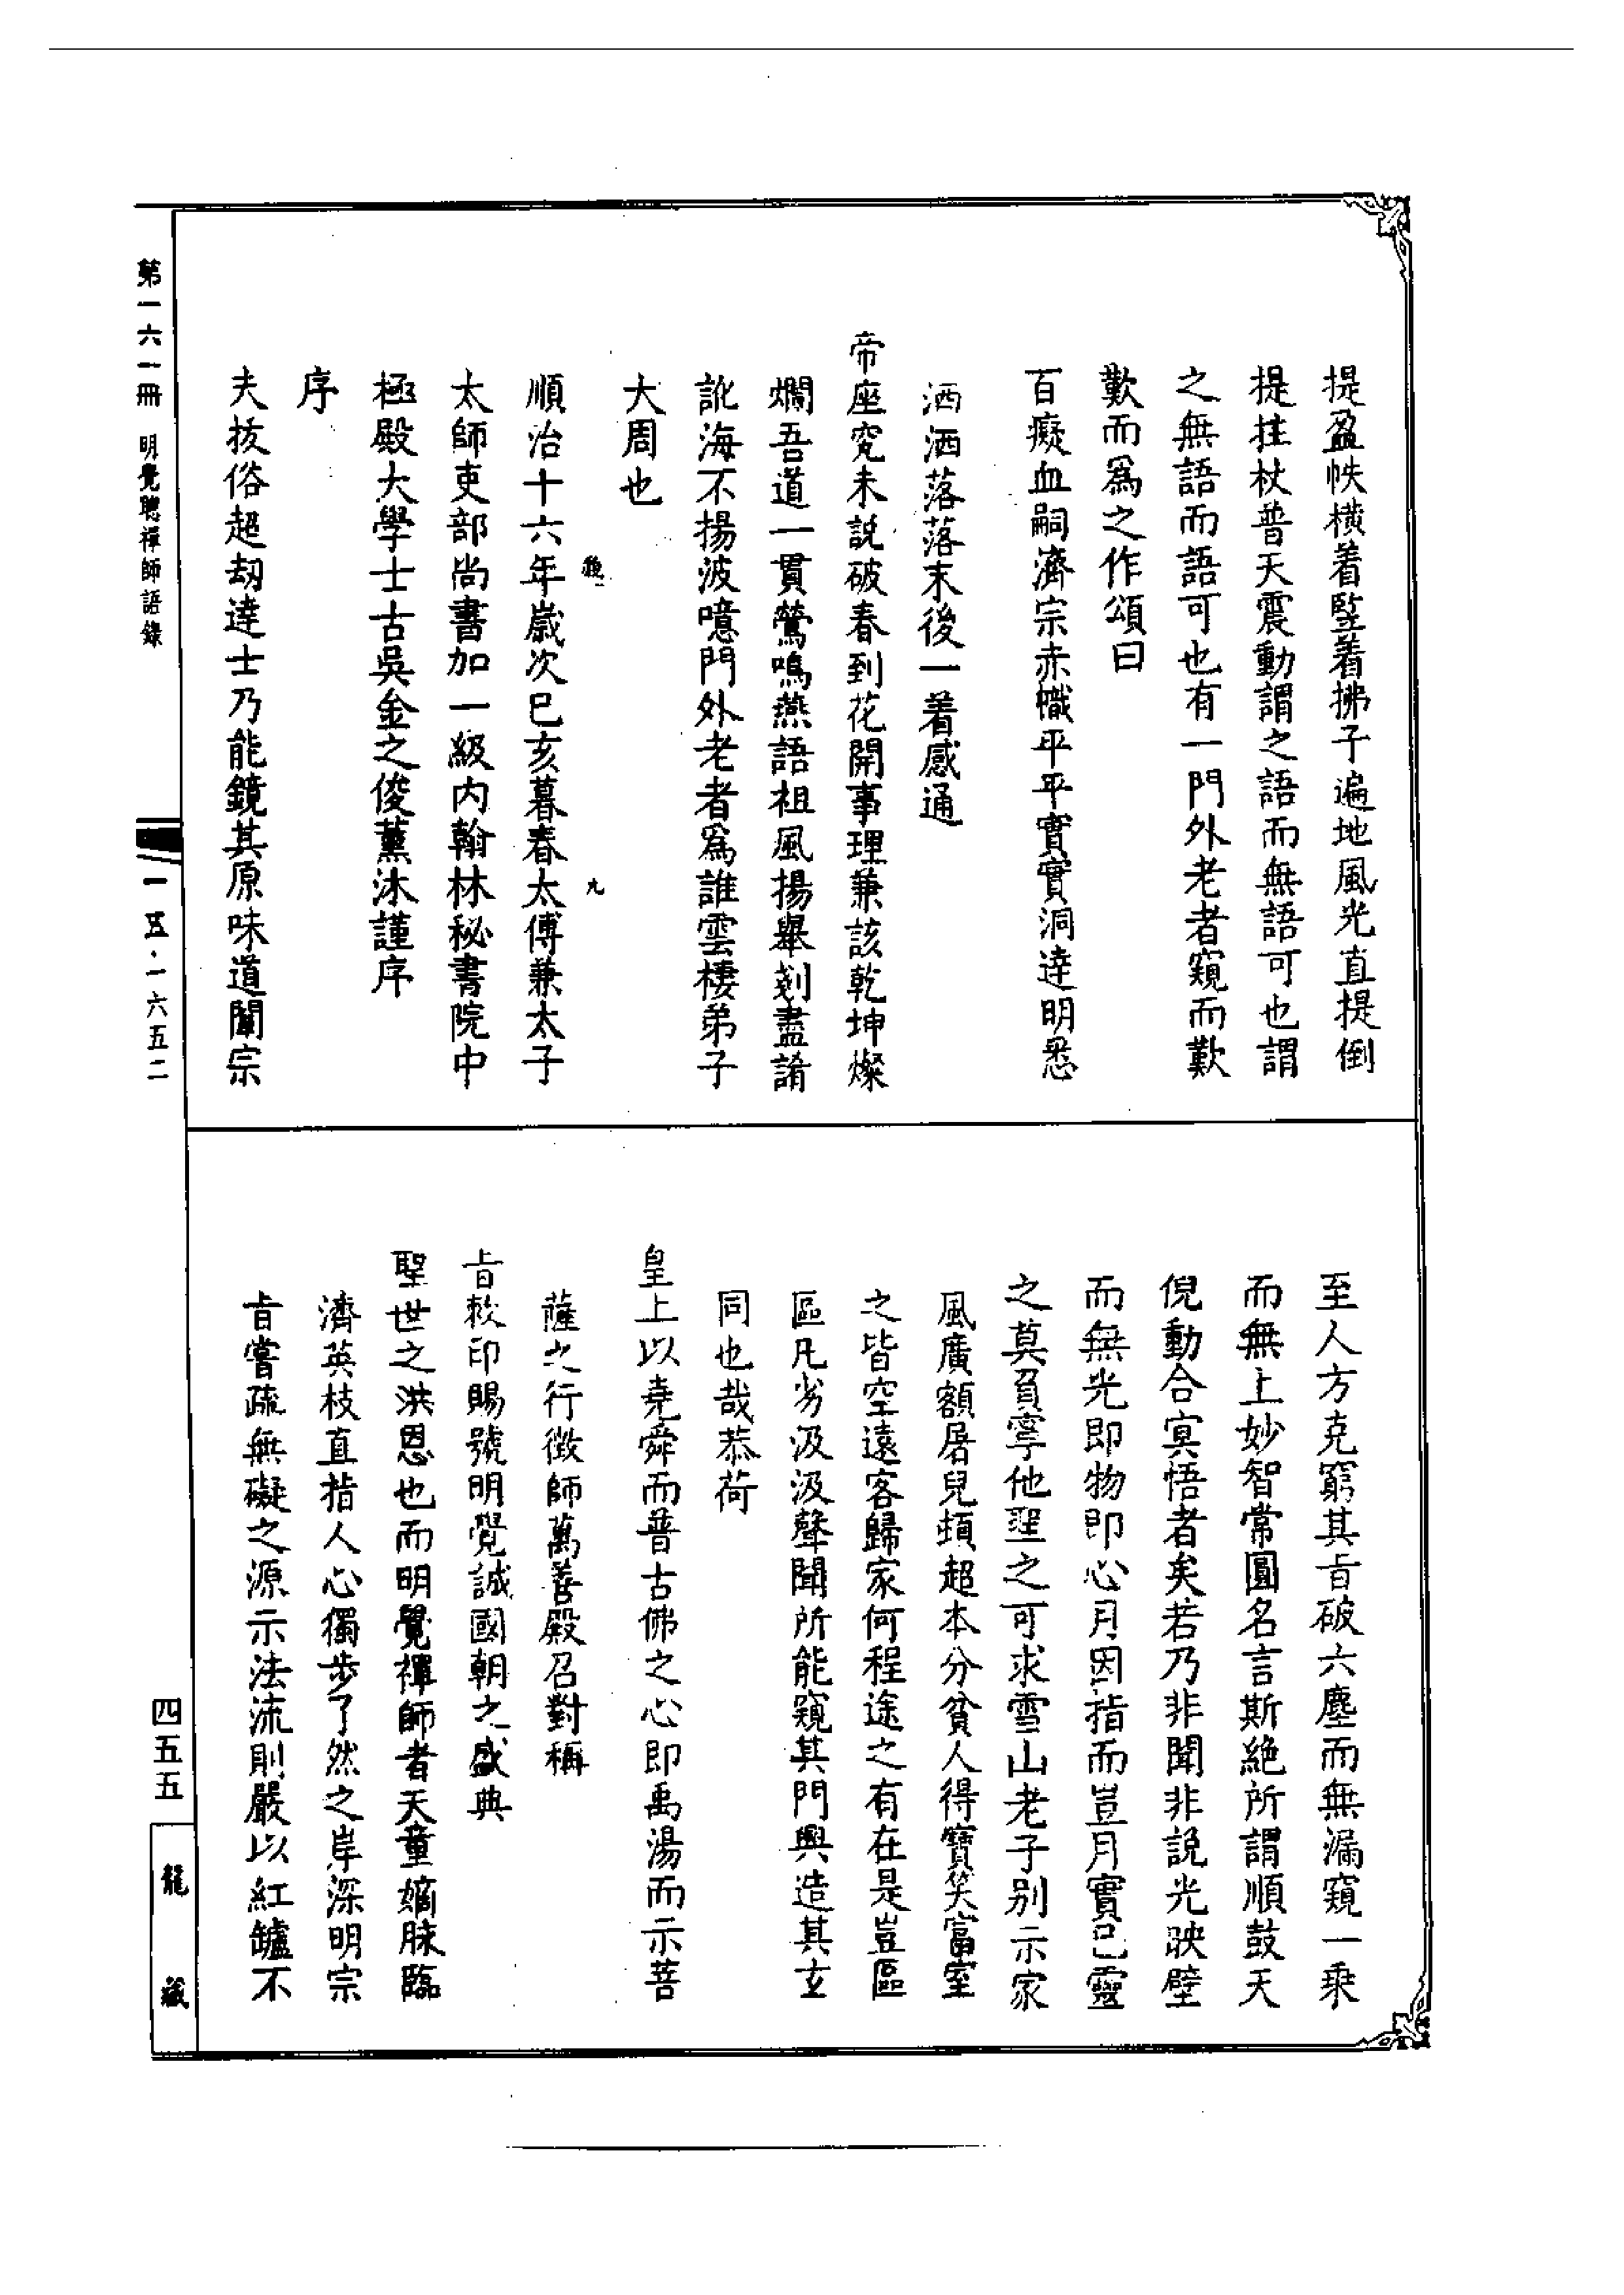 提盈帙橫着竪着拂子遍地風光直提倒
提拄杖普天震動謂之語而無語可也謂
之無語而語可也有一門外老者窺而歎
歎而爲之作頌曰
百癡血嗣濟宗赤幟平平實實洞達明悉
洒洒落落末後一着感通
帝座究未説破春到花開事理兼該乾坤燦
爛吾道一貫鶯鳴燕語祖風揚舉剗盡誵
訛海不揚波噫門外老者爲誰雲棲弟子
大周也
順治十六年歲次巳亥暮春太傅兼太子
太師吏部尚書加一級内翰林秘書院中
極殿大學士古吳金之俊薰沐謹序
序
夫拔俗超刼達士乃能鏡其原味道闡宗
至人方克窮其旨破六塵而無漏窺一乘
而無上妙智常圓名言斯絶所謂順鼓天
倪動合冥悟者矣若乃非聞非説光映壁
而無光即物即心月因指而豈月實已靈
之莫負寧他聖之可求雪山老子别示家
風廣額屠兒頓超本分貧人得寶笑富室
之皆空遠客歸家何程途之有在是豈區
區凡劣汲汲聲聞所能窺其門與造其玄
同也哉恭荷
皇上以堯舜而普古佛之心即禹湯而示菩
薩之行徵師萬善殿召對稱
旨敕印賜號明覺誠國朝之盛典
聖世之洪恩也而明覺禪師者天童嫡脉臨
濟英枝直指人心獨步了然之岸深明宗
旨嘗疏無礙之源示法流則嚴以紅罏不
第一六一冊 明覺聰禪師語錄
一五·一六五二
四五五
龍藏
九